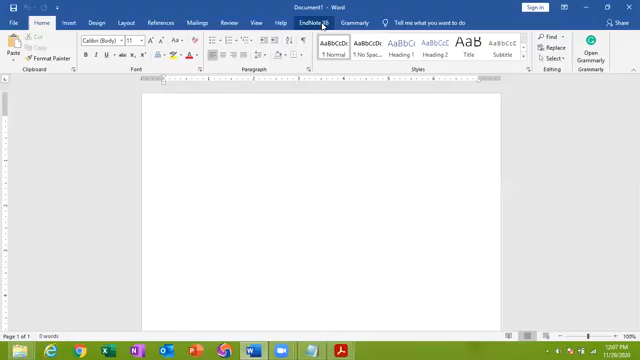 Document1 - Word
Sign in
File Home Insert Design Layout References Mailings Review View Help EndNote X6 Grammarly Tell me what you want to do Share
Paste
Cut
Copy
Format Painter
Clipboard
Calibri (Body) 11
Font
Paragraph
AaBbCcDc AaBbCcDc AaBbCc AaBbCcD AaB AaBbCcD
¶ Normal ¶ No Spac... Heading 1 Heading 2 Title Subtitle
Styles
Find
Replace
Select
Editing
Open
Grammarly
Grammarly
Page 1 of 1 0 words
100%
12:07 PM
11/29/2020